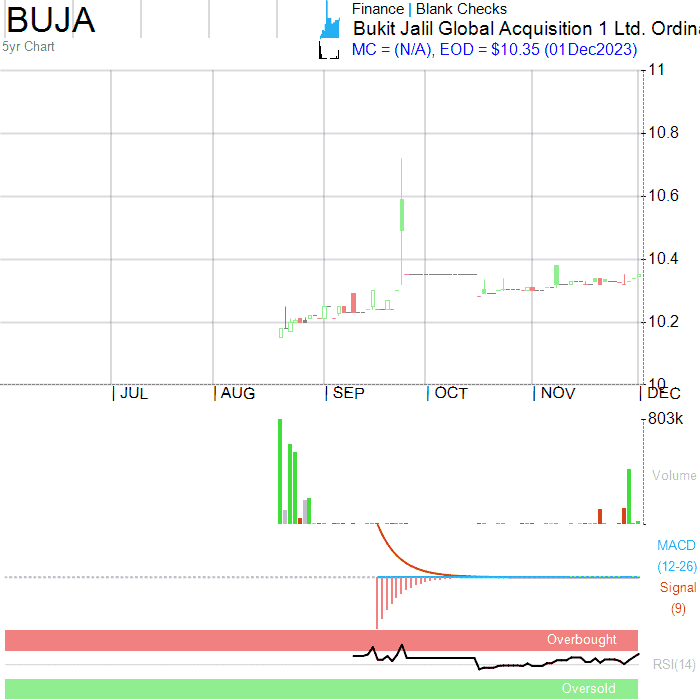 BUJA
5yr Chart
Finance | Blank Checks
Bukit Jalil Global Acquisition 1 Ltd. Ordina
MC = (N/A), EOD = $10.35 (01Dec2023)
11
10.8
10.6
10.4
10.2
10
JUL AUG SEP OCT NOV DEC
803k
Volume
MACD
(12-26)
Signal
(9)
Overbought
RSI(14)
Oversold